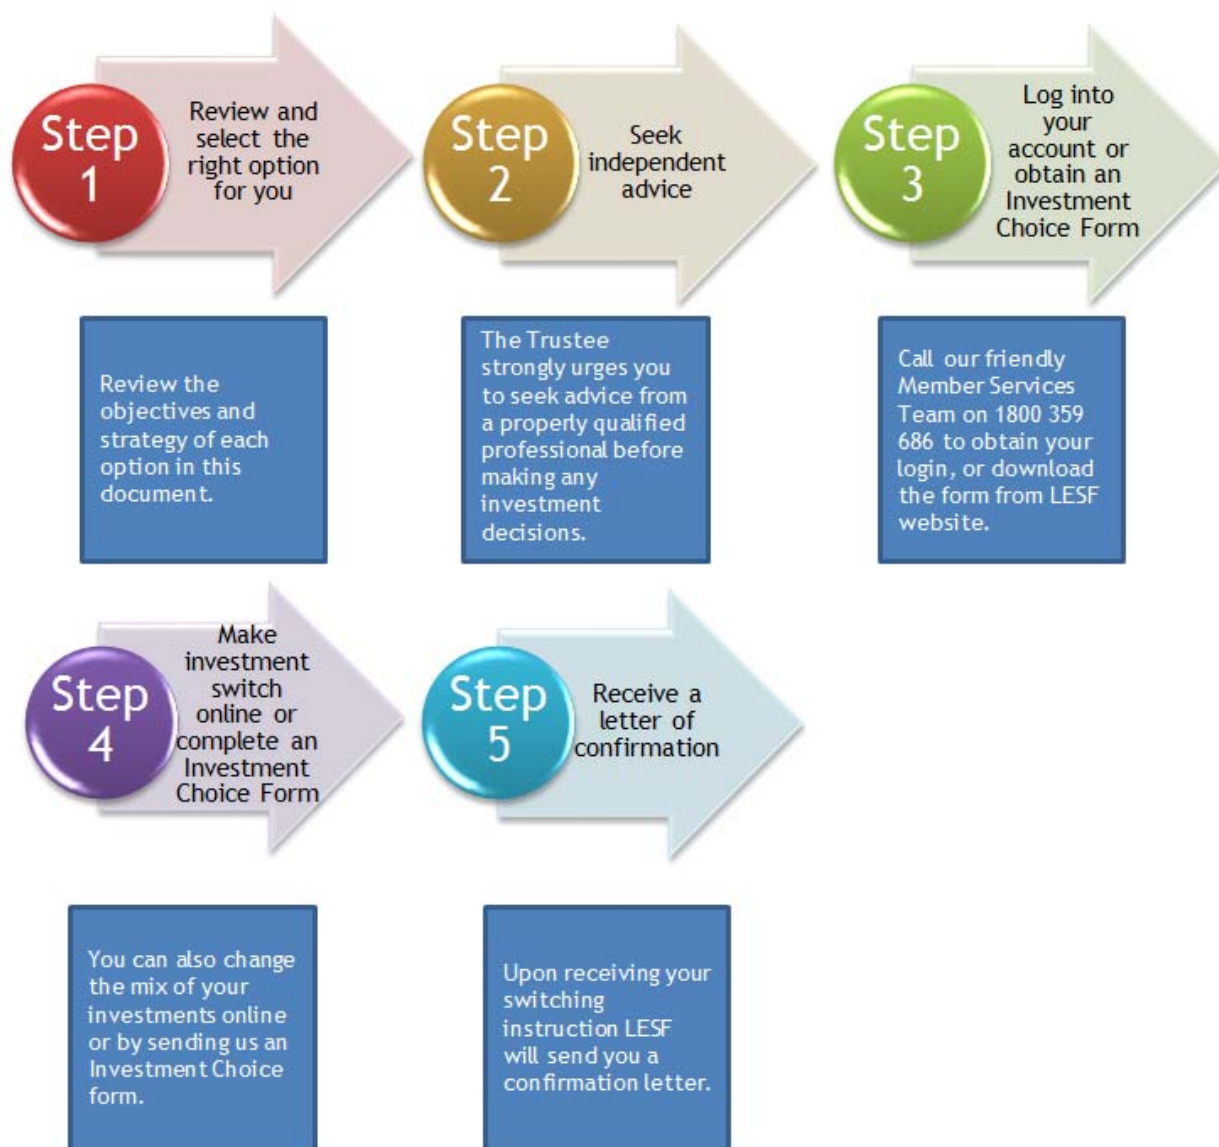 Step
1
Review and
select the
right option
for you
Step
2
Seek
independent
advice
Step
3
Log into
your
account or
obtain an
Investment
Choice Form
Review the
objectives and
strategy of each
option in this
document.
The Trustee
strongly urges you
to seek advice from
a properly qualified
professional before
making any
investment
decisions.
Call our friendly
Member Services
Team on 1800 359
686 to obtain your
login, or download
the form from LESF
website.
Step
4
Make
investment
switch
online or
complete an
Investment
Choice Form
Step
5
Receive a
letter of
confirmation
You can also change
the mix of your
investments online
or by sending us an
Investment Choice
form.
Upon receiving your
switching
instruction LESF
will send you a
confirmation letter.